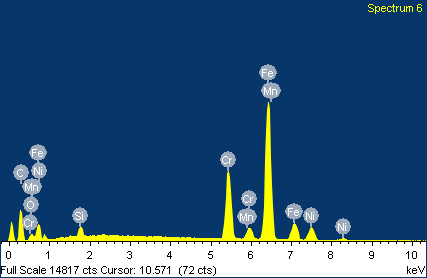 Spectrum 6
Fe
Mn
Fe
C
Ni
Mn
O
Cr
Si
Cr
Cr
Mn
Fe
Ni
Ni
0 1 2 3 4 5 6 7 8 9 10
Full Scale 14817 cts Cursor: 10.571 (72 cts) keV